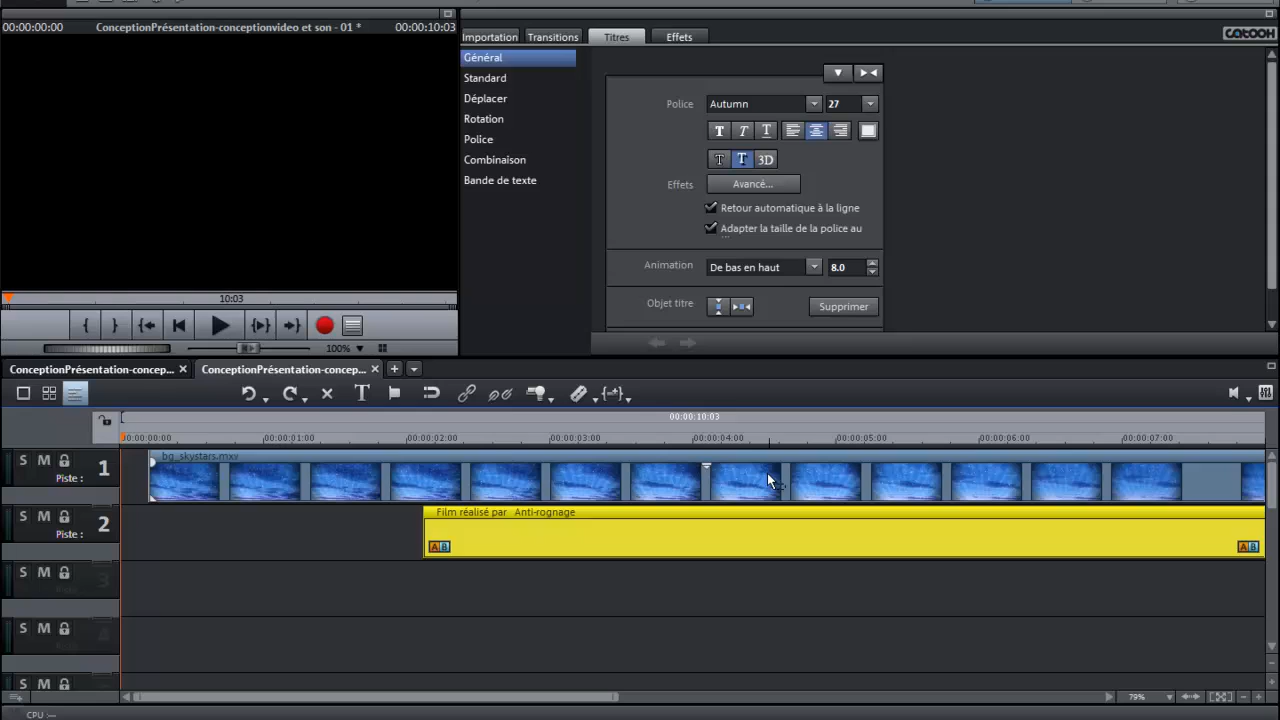 00:00:00:00 ConceptionPrésentation-conceptionvideo et son - 01 * 00:00:10:03
Importation Transitions Titres Effets
CATOOH
Général
Standard
Déplacer
Rotation
Police
Combinaison
Bande de texte
Police Autumn 27
T T T
T T 3D
Effets Avancé...
Retour automatique à la ligne
Adapter la taille de la police au
Animation De bas en haut 8.0
Objet titre Supprimer
10:03
100%
ConceptionPrésentation-concep...
ConceptionPrésentation-concep...
T
00:00:10:03
00:00:00:00 00:00:01:00 00:00:02:00 00:00:03:00 00:00:04:00 00:00:05:00 00:00:06:00 00:00:07:00
S M 1
Piste :
bg_skystars.mxv
S M 2
Piste :
Film réalisé par Anti-rognage
A B
A B
S M 3
S M 4
S M
79%
CPU :--